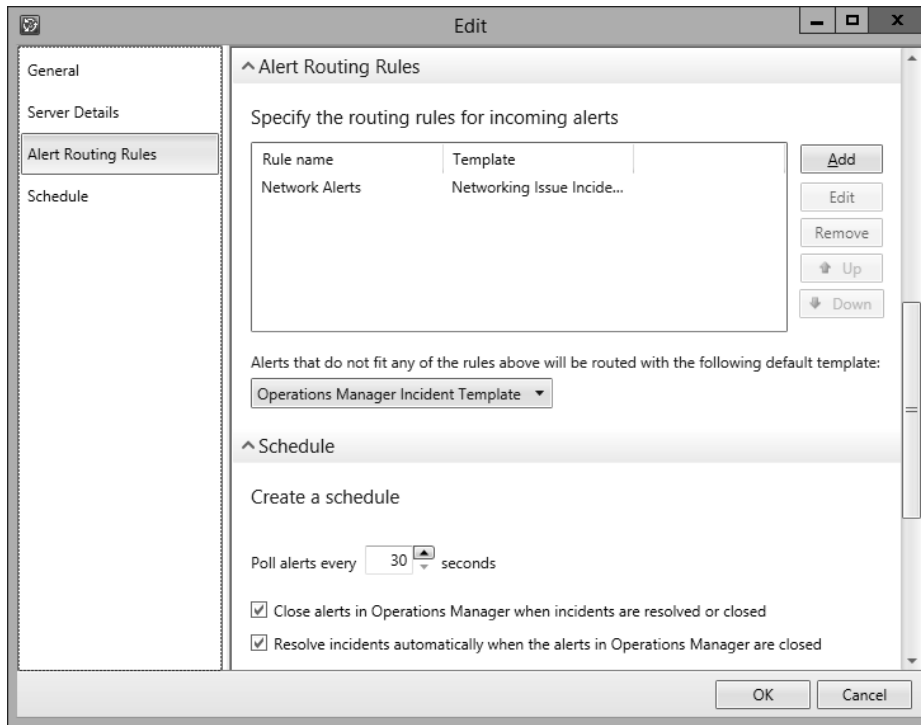 Edit
General
Server Details
Alert Routing Rules
Schedule
Alert Routing Rules
Specify the routing rules for incoming alerts
Rule name Template
Network Alerts Networking Issue Incide...
Add
Edit
Remove
Up
Down
Alerts that do not fit any of the rules above will be routed with the following default template:
Operations Manager Incident Template
Schedule
Create a schedule
Poll alerts every 30 seconds
Close alerts in Operations Manager when incidents are resolved or closed
Resolve incidents automatically when the alerts in Operations Manager are closed
OK Cancel